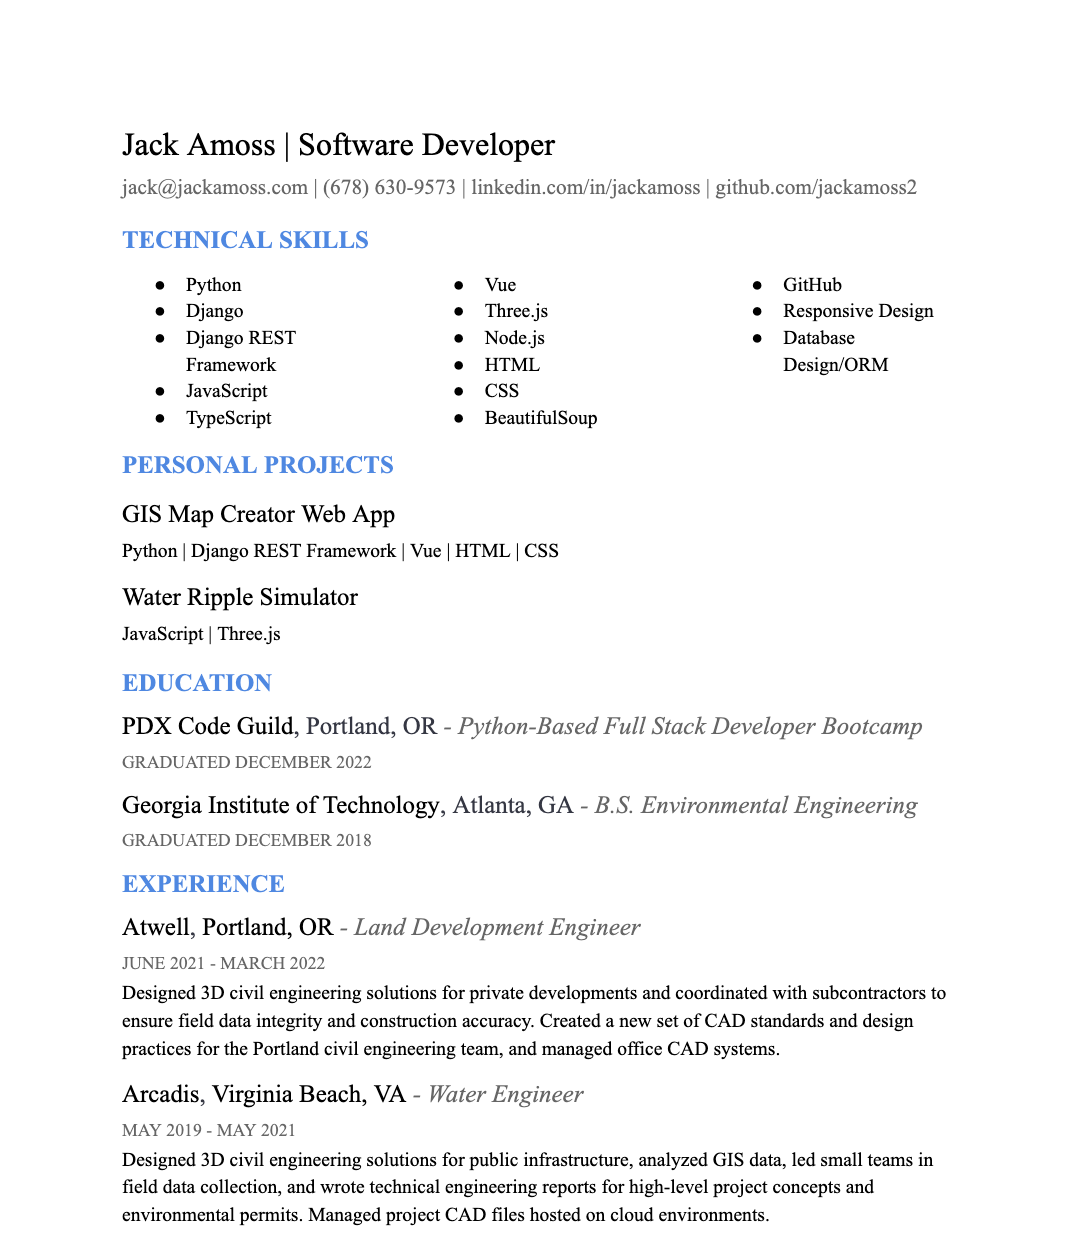 Jack Amoss | Software Developer
jack@jackamoss.com | (678) 630-9573 | linkedin.com/in/jackamoss | github.com/jackamoss2
TECHNICAL SKILLS
● Python
● Django
● Django REST
Framework
● JavaScript
● TypeScript
● Vue
● Three.js
● Node.js
● HTML
● CSS
● BeautifulSoup
● GitHub
● Responsive Design
● Database
Design/ORM
PERSONAL PROJECTS
GIS Map Creator Web App
Python | Django REST Framework | Vue | HTML | CSS
Water Ripple Simulator
JavaScript | Three.js
EDUCATION
PDX Code Guild, Portland, OR - Python-Based Full Stack Developer Bootcamp
GRADUATED DECEMBER 2022
Georgia Institute of Technology, Atlanta, GA - B.S. Environmental Engineering
GRADUATED DECEMBER 2018
EXPERIENCE
Atwell, Portland, OR - Land Development Engineer
JUNE 2021 - MARCH 2022
Designed 3D civil engineering solutions for private developments and coordinated with subcontractors to
ensure field data integrity and construction accuracy. Created a new set of CAD standards and design
practices for the Portland civil engineering team, and managed office CAD systems.
Arcadis, Virginia Beach, VA - Water Engineer
MAY 2019 - MAY 2021
Designed 3D civil engineering solutions for public infrastructure, analyzed GIS data, led small teams in
field data collection, and wrote technical engineering reports for high-level project concepts and
environmental permits. Managed project CAD files hosted on cloud environments.